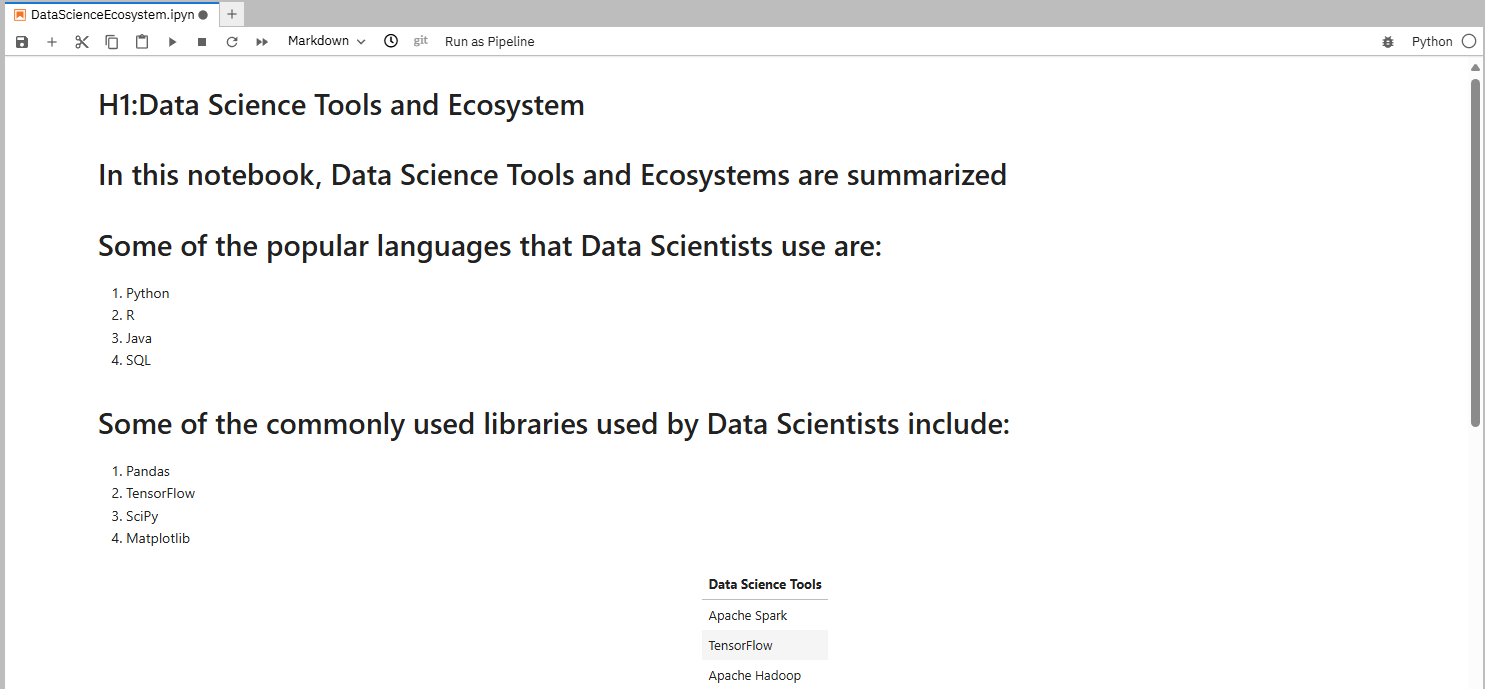 DataScienceEcosystem.ipyn
Markdown git Run as Pipeline Python
H1:Data Science Tools and Ecosystem
In this notebook, Data Science Tools and Ecosystems are summarized
Some of the popular languages that Data Scientists use are:
1. Python
2. R
3. Java
4. SQL
Some of the commonly used libraries used by Data Scientists include:
1. Pandas
2. TensorFlow
3. SciPy
4. Matplotlib
Data Science Tools
Apache Spark
TensorFlow
Apache Hadoop